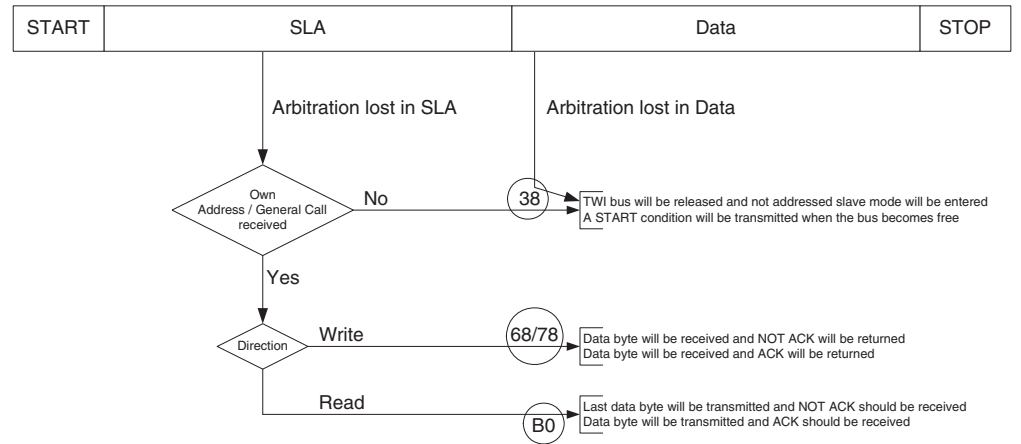 START SLA Data STOP
Arbitration lost in SLA Arbitration lost in Data
Own
Address / General Call
received
No
38
TWI bus will be released and not addressed slave mode will be entered
A START condition will be transmitted when the bus becomes free
Yes
Direction
Write
68/78
Data byte will be received and NOT ACK will be returned
Data byte will be received and ACK will be returned
Read
B0
Last data byte will be transmitted and NOT ACK should be received
Data byte will be transmitted and ACK should be received